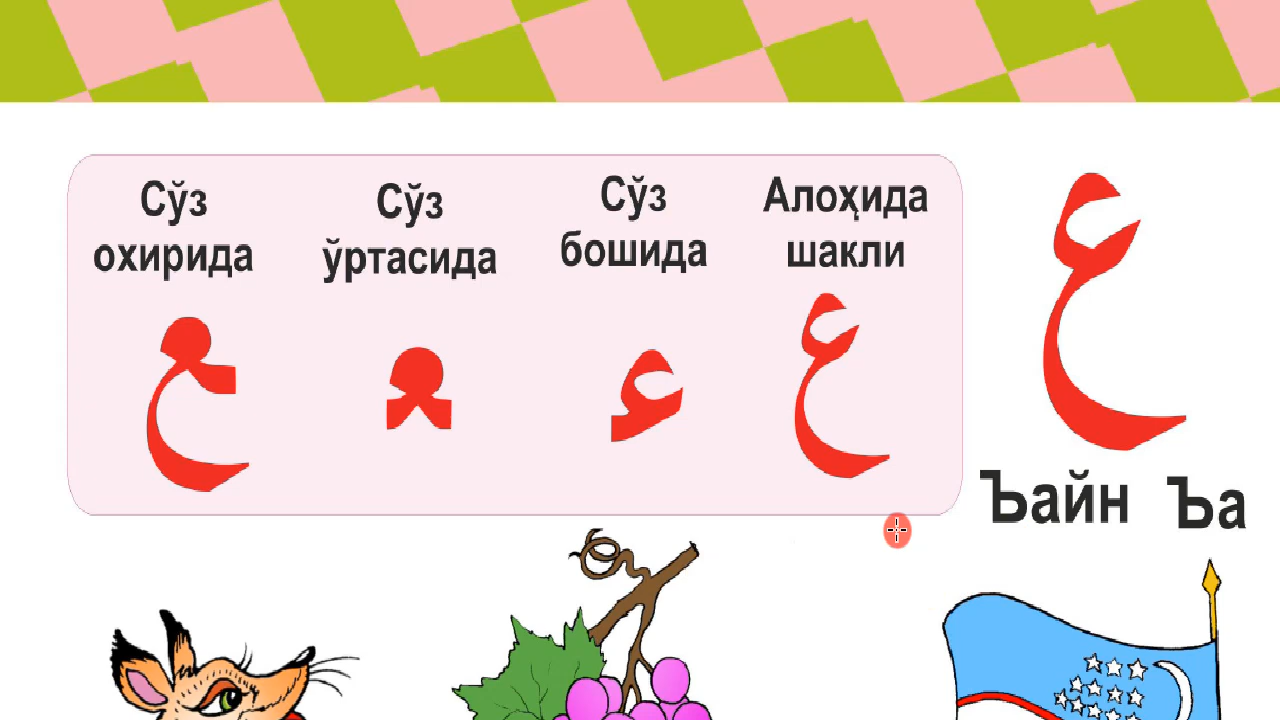 Сўз
охирида
Сўз
ўртасида
Сўз
бошида
Алоҳида
шакли
ﻊ ﻌ ﻋ ع
ع
Ъайн Ъа